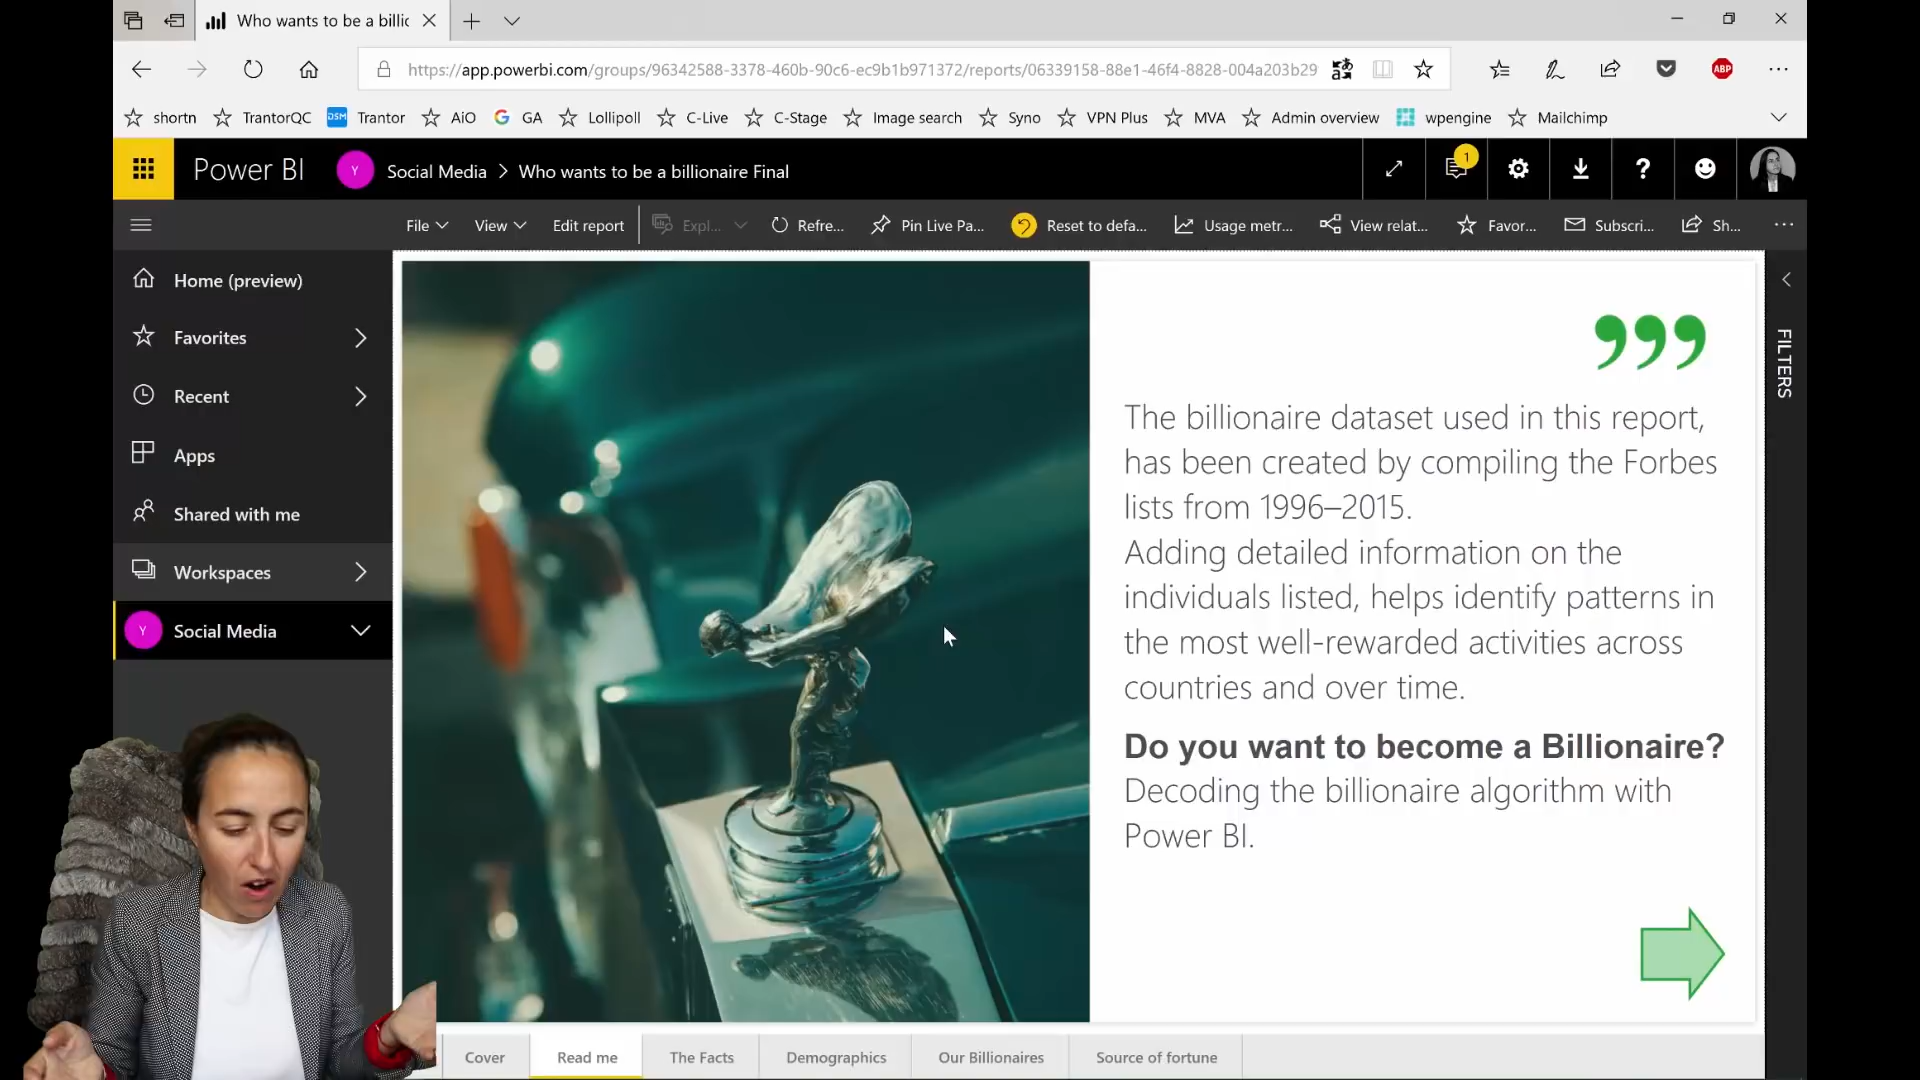 Who wants to be a billic
https://app.powerbi.com/groups/96342588-3378-460b-90c6-ec9b1b971372/reports/06339158-88e1-46f4-8828-004a203b29
ABP
shortn TrantorQC DSM Trantor AiO G GA Lollipoll C-Live C-Stage Image search Syno VPN Plus MVA Admin overview wpengine Mailchimp
Power BI Y Social Media > Who wants to be a billionaire Final 1 ?
File View Edit report Expl... Refre... Pin Live Pa... Reset to defa... Usage metr... View relat... Favor... Subscri... Sh... ...
Home (preview)
Favorites
Recent
Apps
Shared with me
Workspaces
Y Social Media
FILTERS
The billionaire dataset used in this report,
has been created by compiling the Forbes
lists from 1996–2015.
Adding detailed information on the
individuals listed, helps identify patterns in
the most well-rewarded activities across
countries and over time.
Do you want to become a Billionaire?
Decoding the billionaire algorithm with
Power BI.
Cover Read me The Facts Demographics Our Billionaires Source of fortune